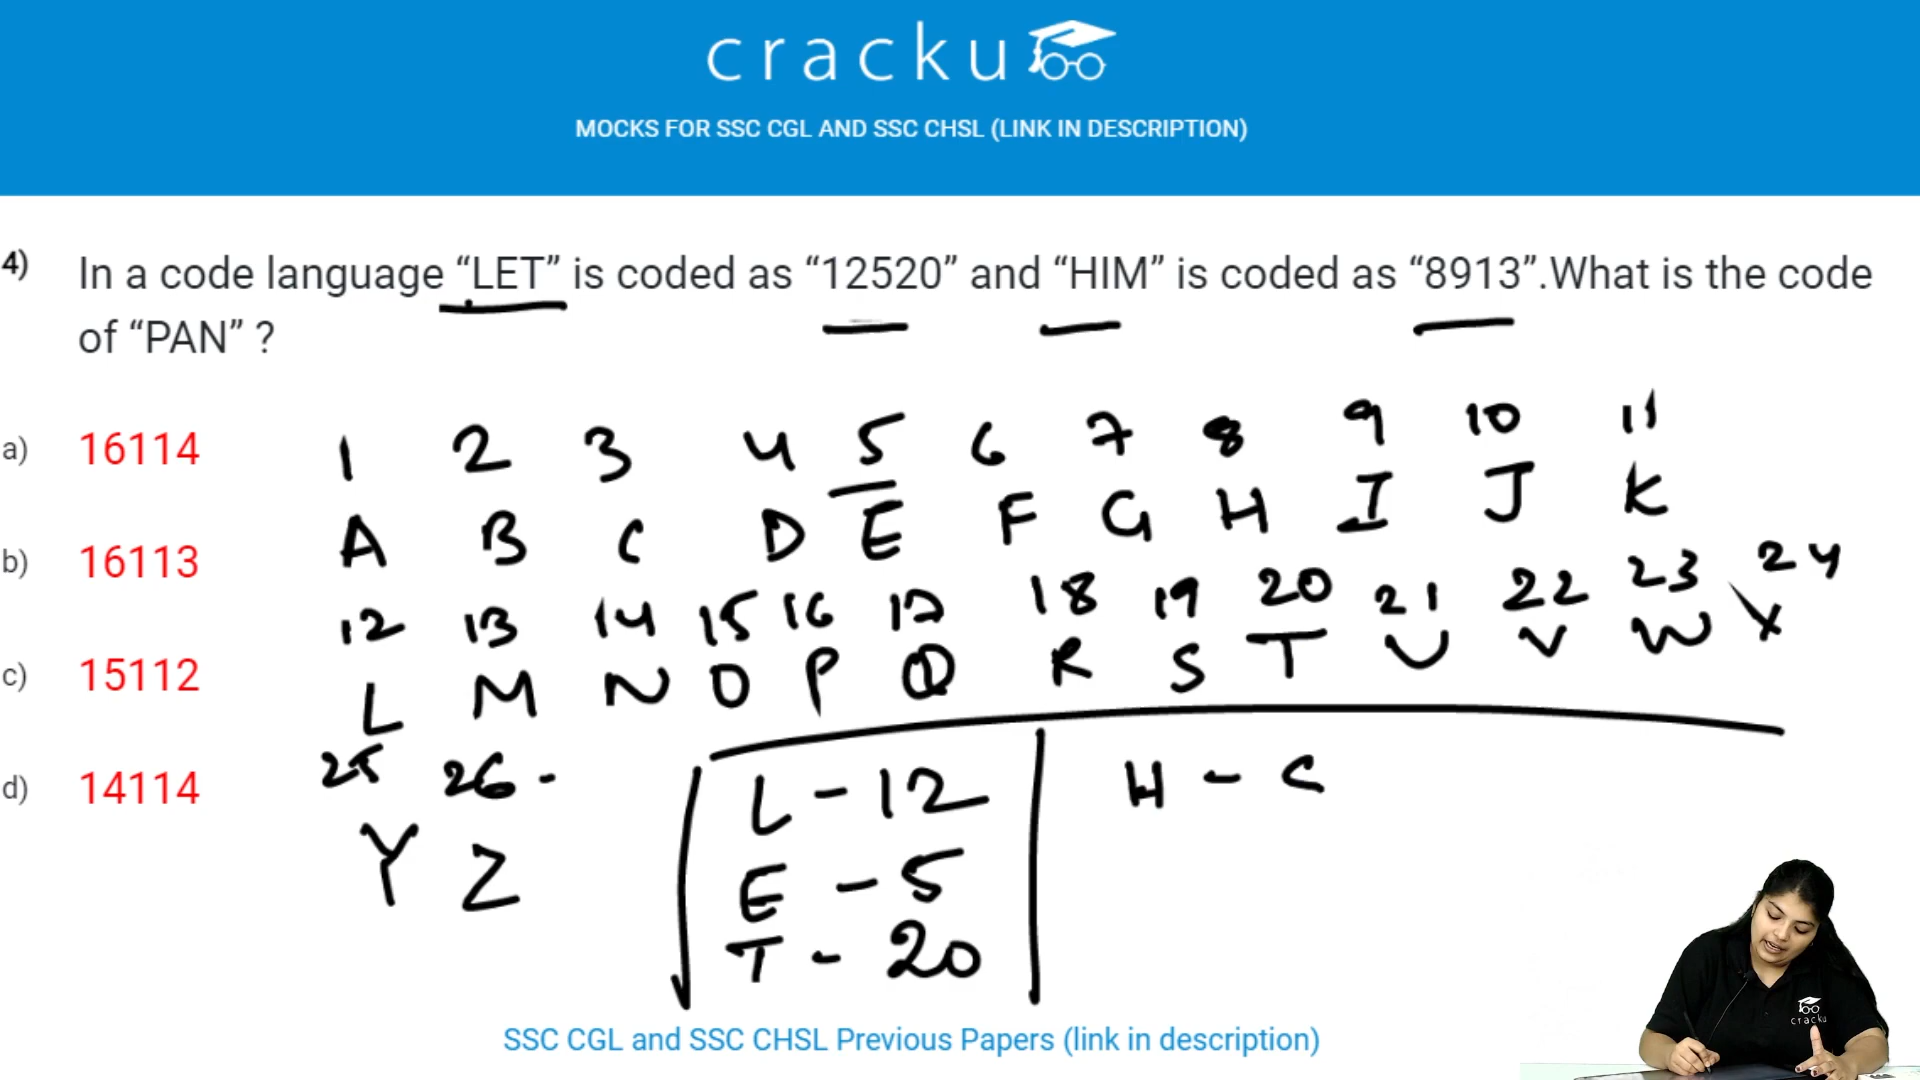 cracku
MOCKS FOR SSC CGL AND SSC CHSL (LINK IN DESCRIPTION)
4) In a code language “LET” is coded as “12520” and “HIM” is coded as “8913”.What is the code
of “PAN” ?
a) 16114
b) 16113
c) 15112
d) 14114
1 2 3 4 5 6 7 8 9 10 11
A B C D E F G H I J K
12 13 14 15 16 17 18 19 20 21 22 23 24
L M N O P Q R S T U V W X
25 26 -
Y Z
L - 12
E - 5
T - 20
H -
cracku
SSC CGL and SSC CHSL Previous Papers (link in description)